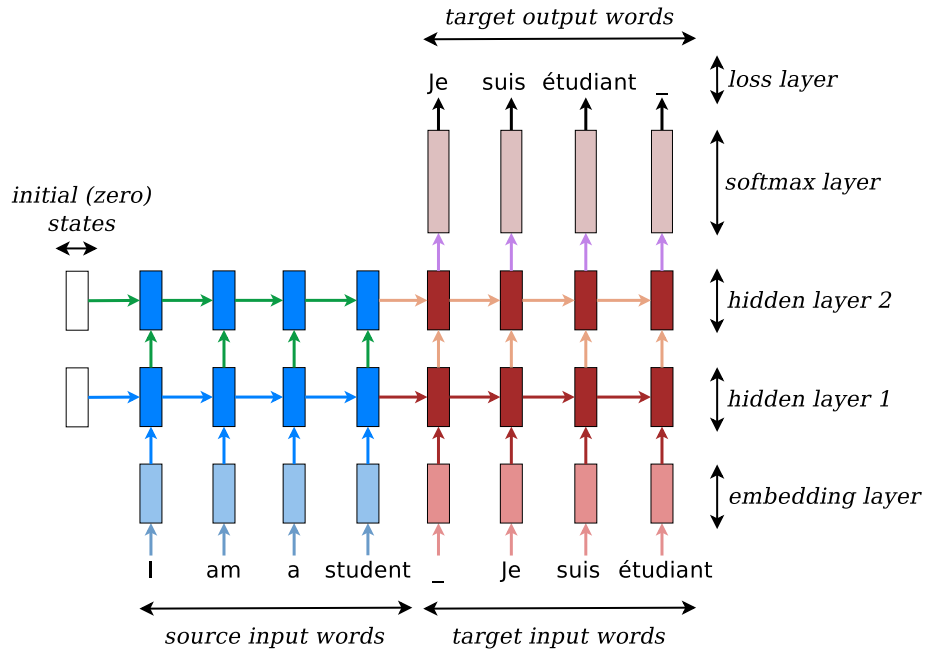 target output words
Je suis étudiant _
loss layer
softmax layer
initial (zero)
states
hidden layer 2
hidden layer 1
embedding layer
I am a student _ Je suis étudiant
source input words target input words